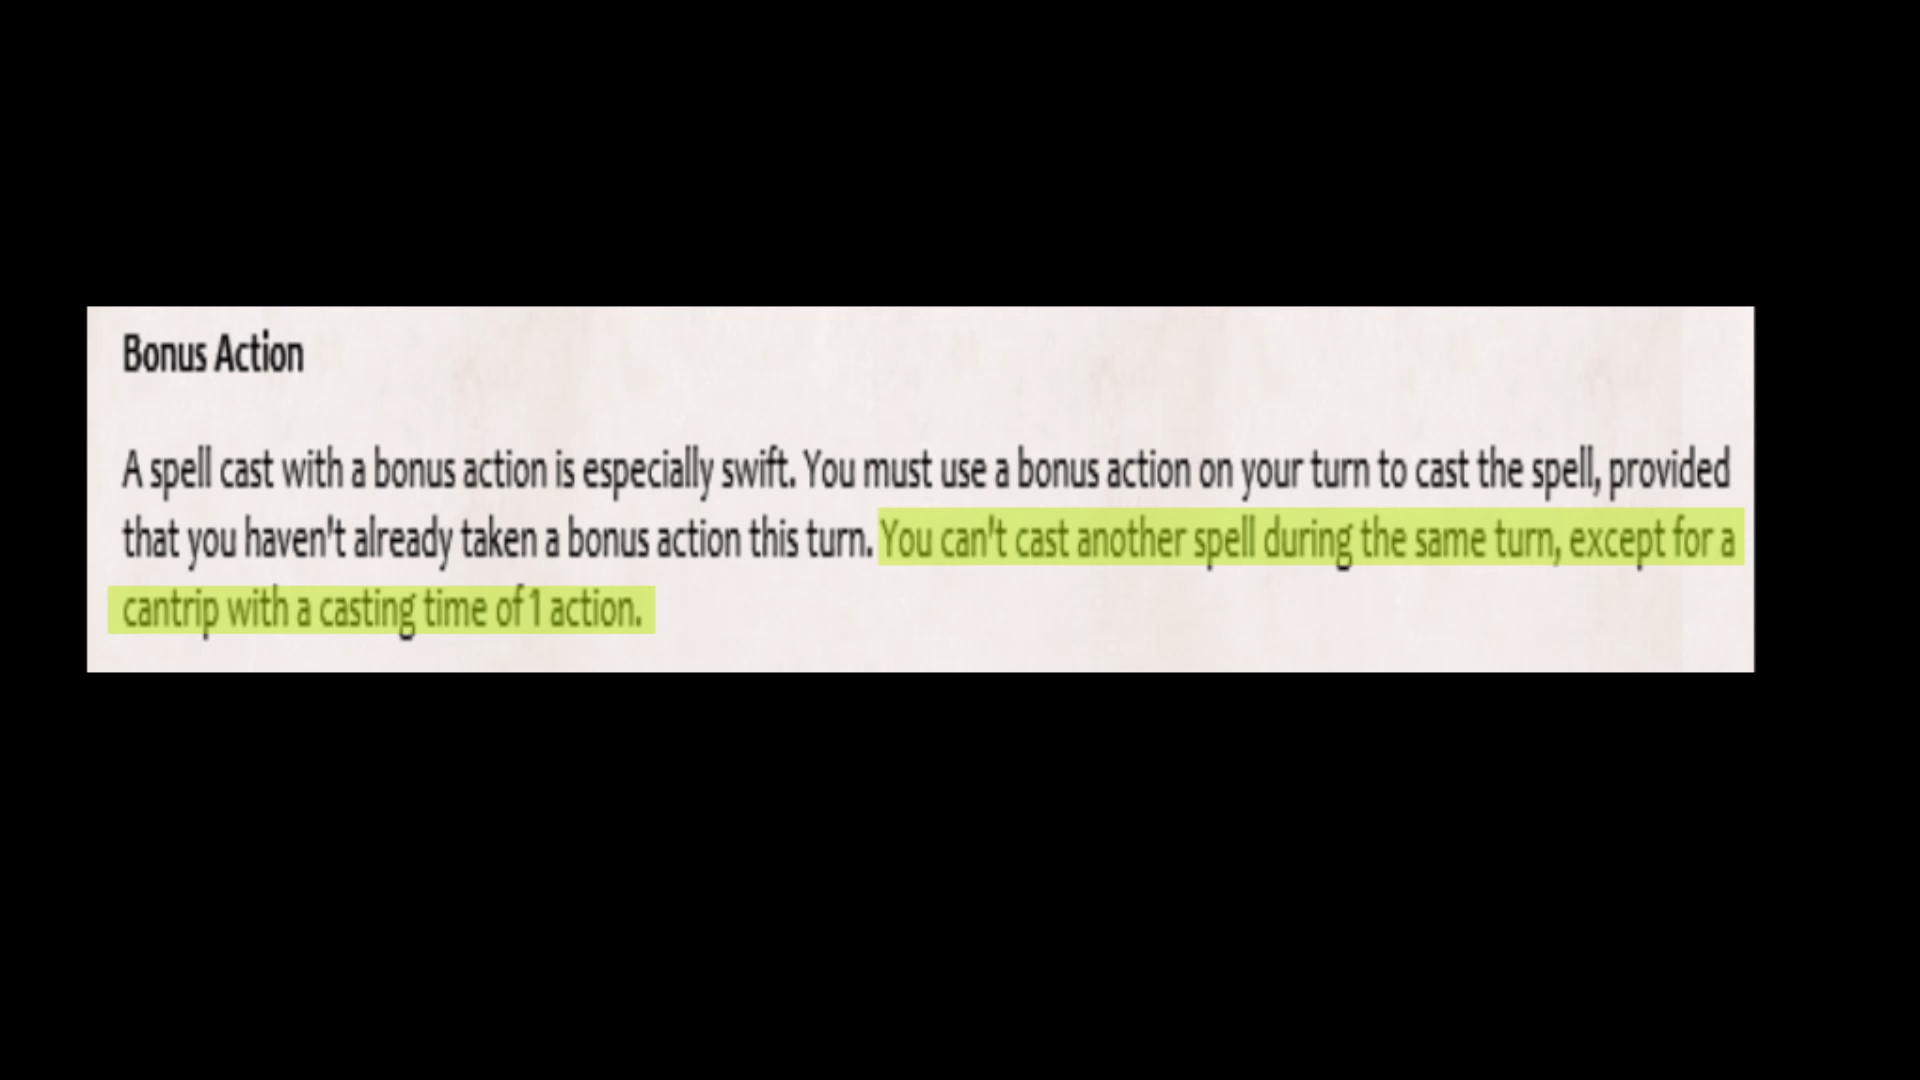 Bonus Action
A spell cast with a bonus action is especially swift. You must use a bonus action on your turn to cast the spell, provided
that you haven't already taken a bonus action this turn. You can't cast another spell during the same turn, except for a
cantrip with a casting time of 1 action.